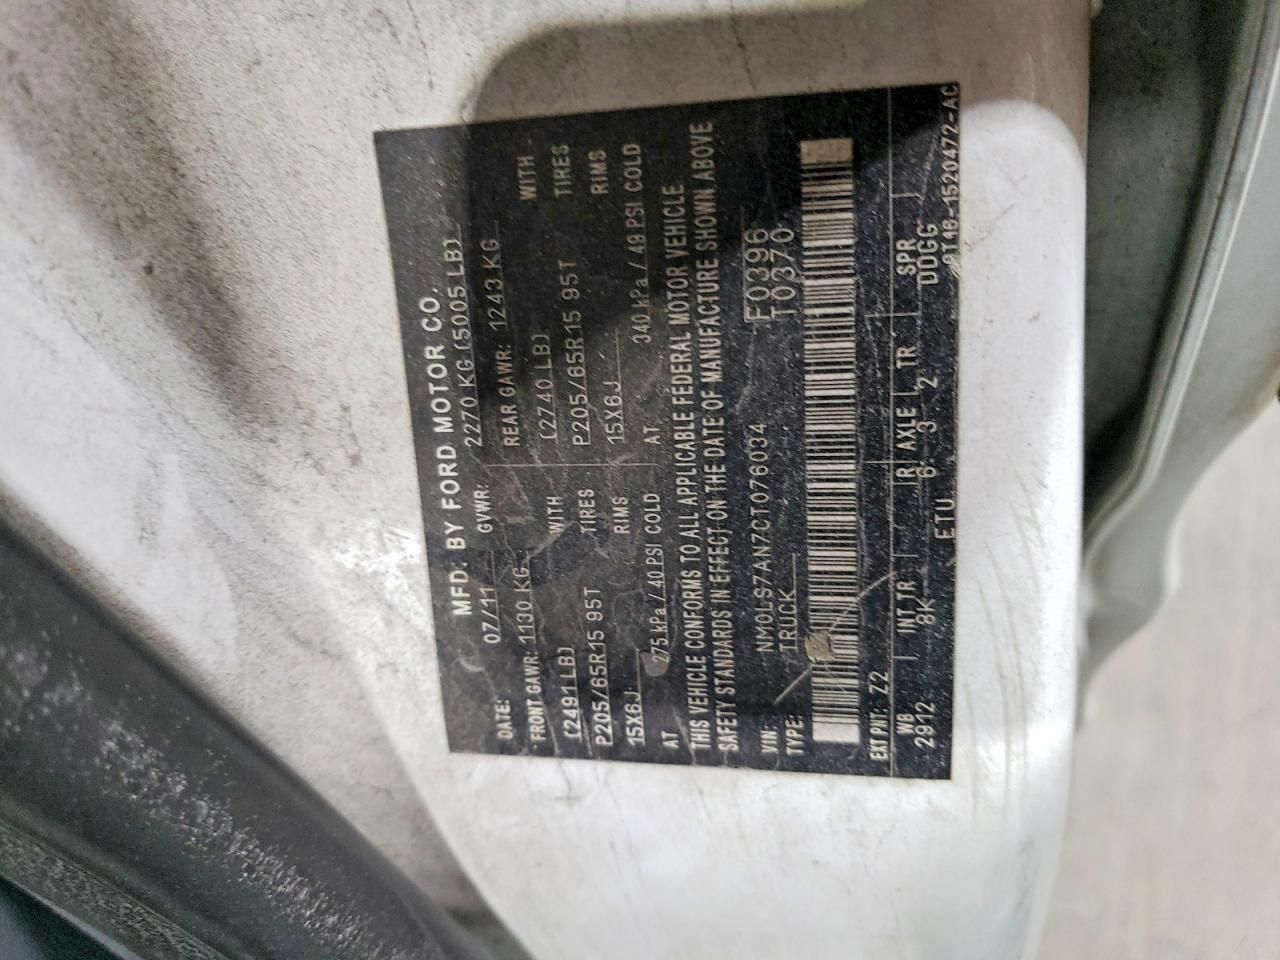 MFD. BY FORD MOTOR CO.
DATE: 07/11 GVWR: 2270 KG (5005 LB)
FRONT GAWR: 1130 KG REAR GAWR: 1243 KG
(2491 LB) WITH (2740 LB) WITH
P205/65R15 95T TIRES P205/65R15 95T TIRES
15X6J RIMS 15X6J RIMS
AT 275 kPa / 40 PSI COLD AT 340 kPa / 49 PSI COLD
THIS VEHICLE CONFORMS TO ALL APPLICABLE FEDERAL MOTOR VEHICLE
SAFETY STANDARDS IN EFFECT ON THE DATE OF MANUFACTURE SHOWN ABOVE
VIN: NM0LS7AN7CT076034 F0396
TYPE: TRUCK T0370
EXT PNT: Z2
WB INT TR R AXLE TR SPR
2912 8K 6 3 2 DDGG
ETU 9T16-1520472-AC